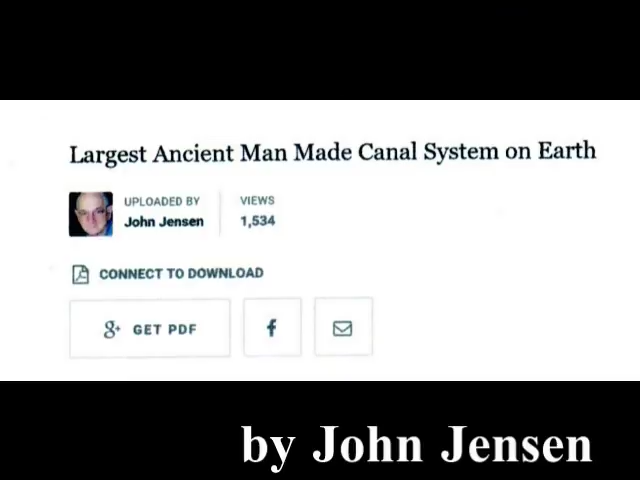 Largest Ancient Man Made Canal System on Earth
UPLOADED BY
John Jensen
VIEWS
1,534
CONNECT TO DOWNLOAD
g+ GET PDF
f
by John Jensen